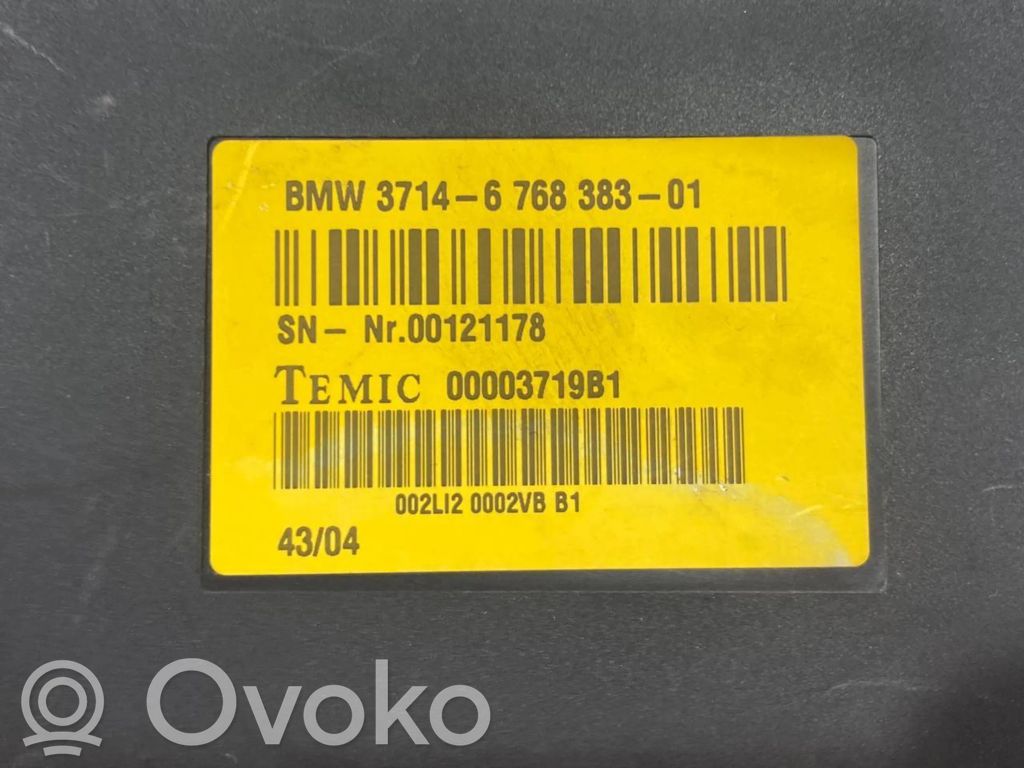 BMW 3714-6 768 383-01
SN- Nr.00121178
TEMIC 00003719B1
002LI2 0002VB B1
43/04
Ovoko